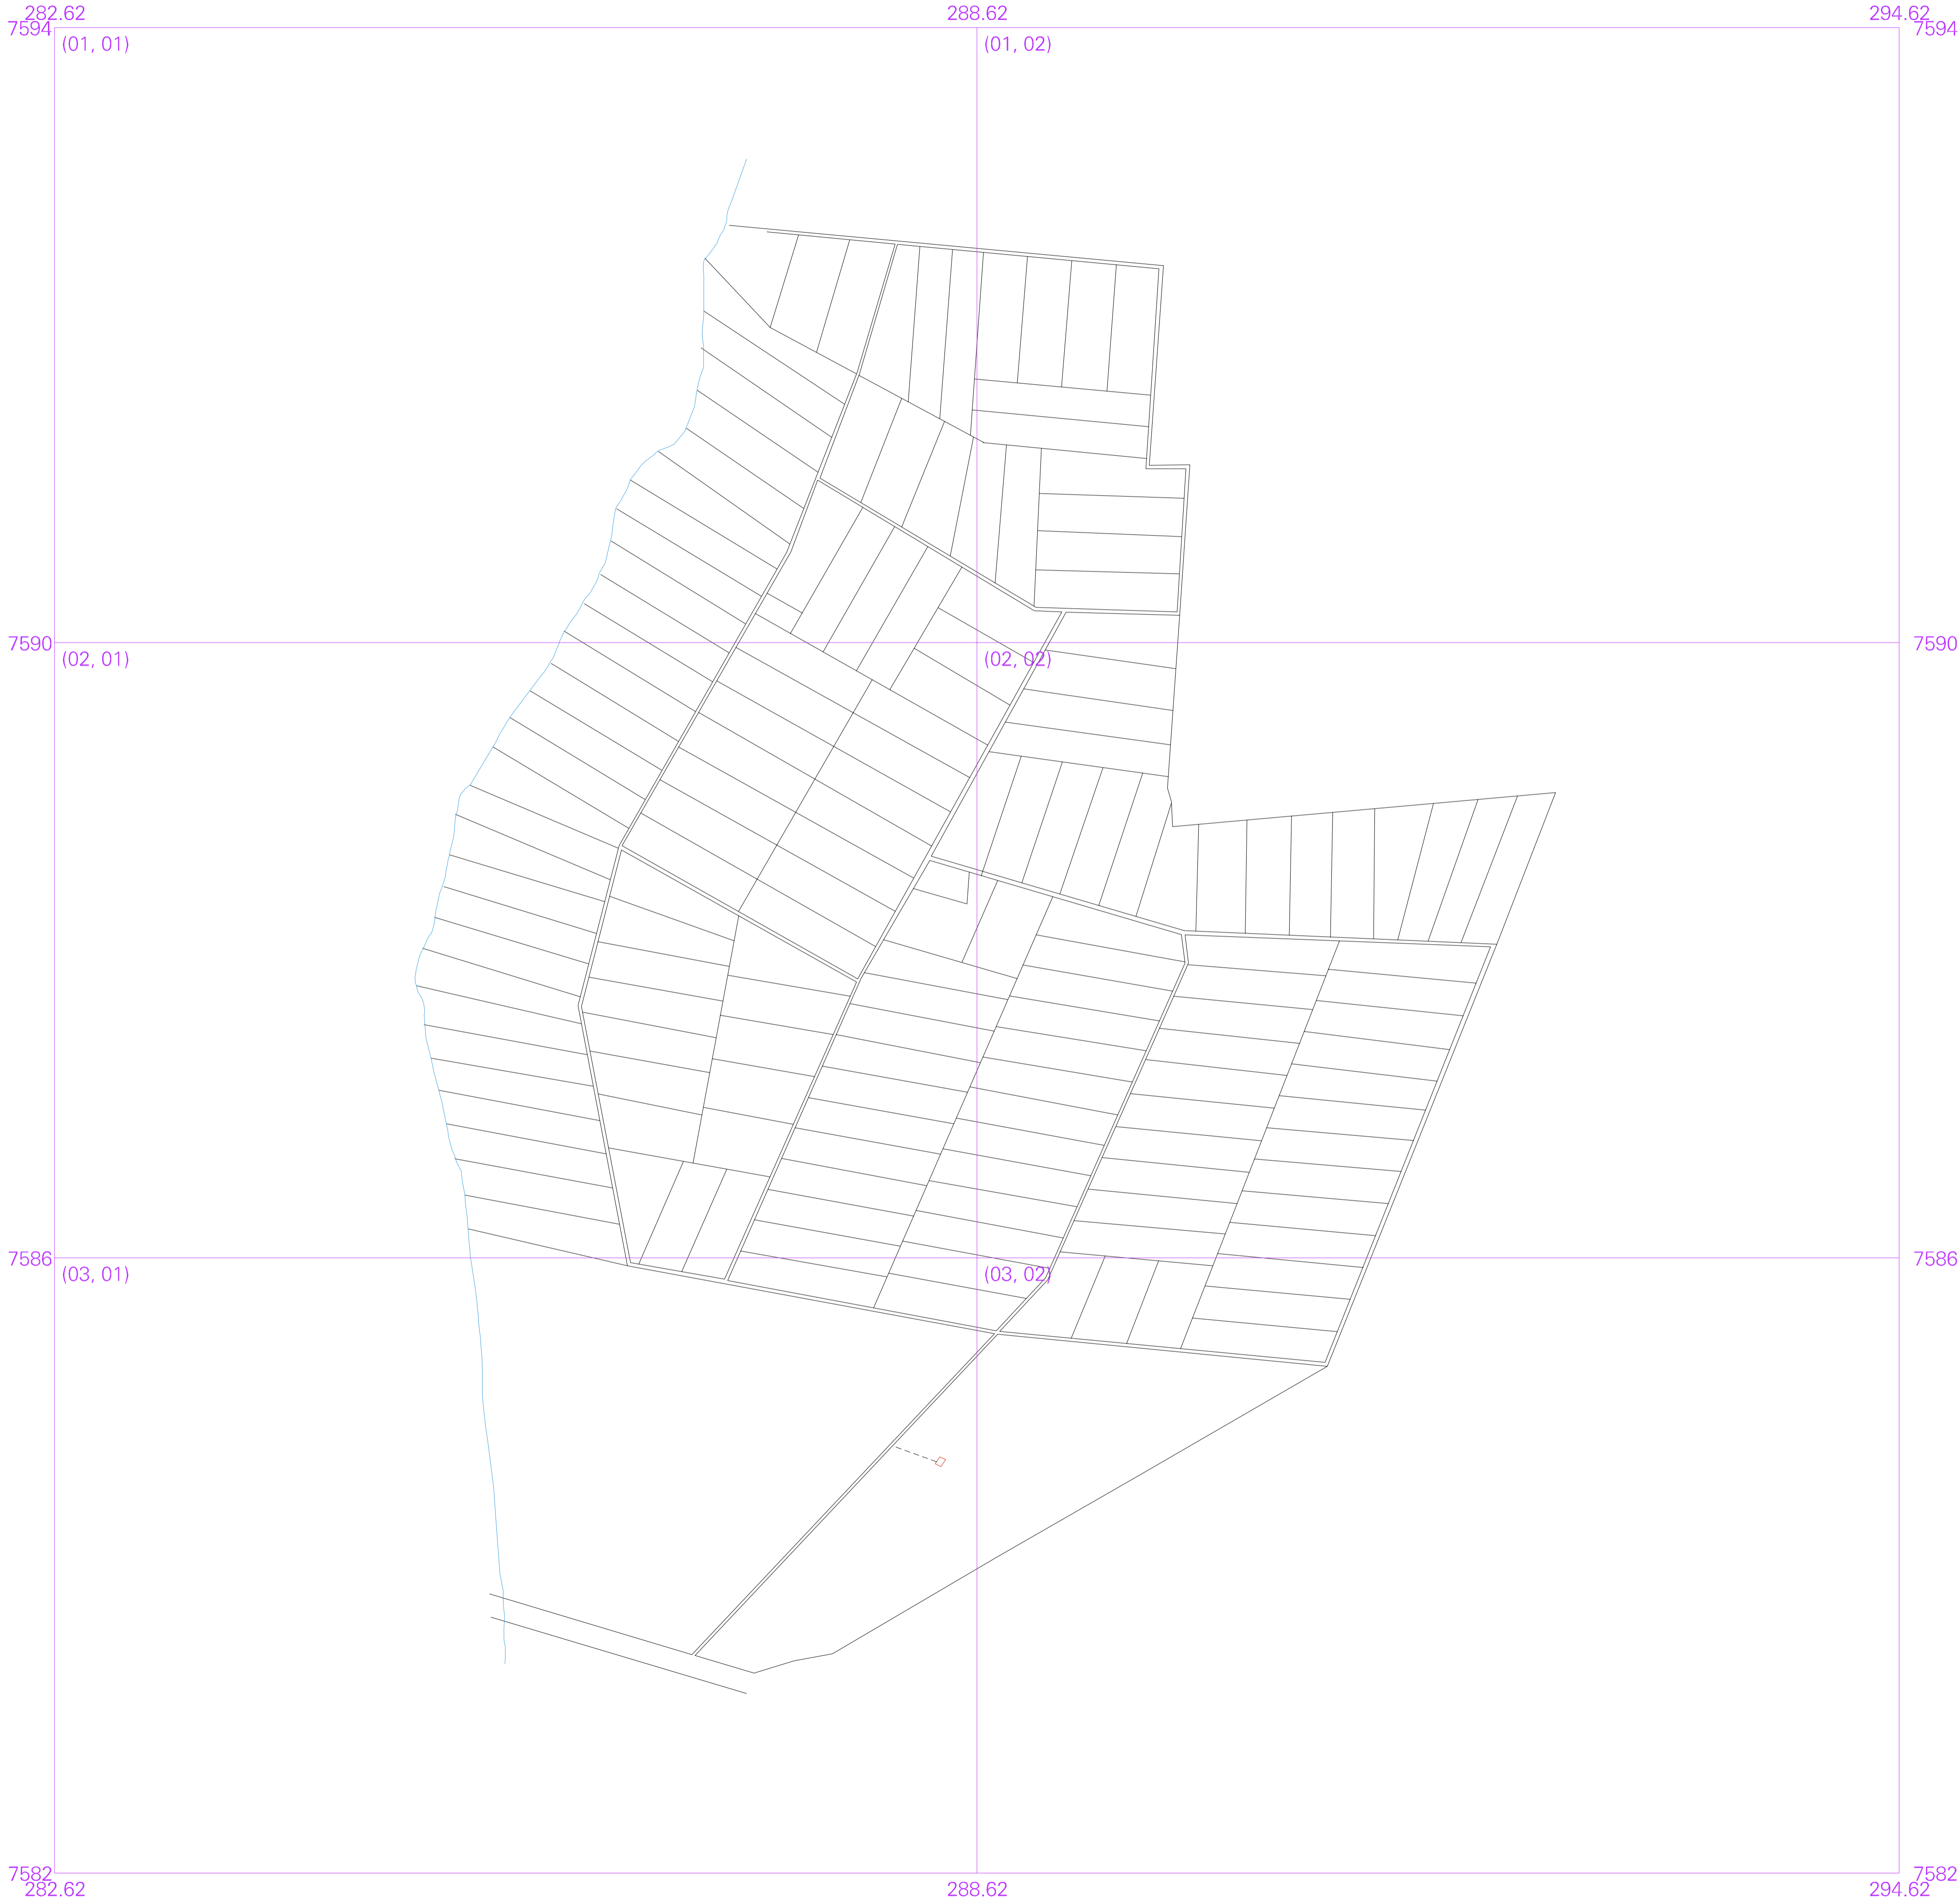 282.62 288.62 294.62
7594 7594
(01, 01) (01, 02)
7590 7590
(02, 01) (02, 02)
7586 7586
(03, 01) (03, 02)
7582 7582
282.62 288.62 294.62